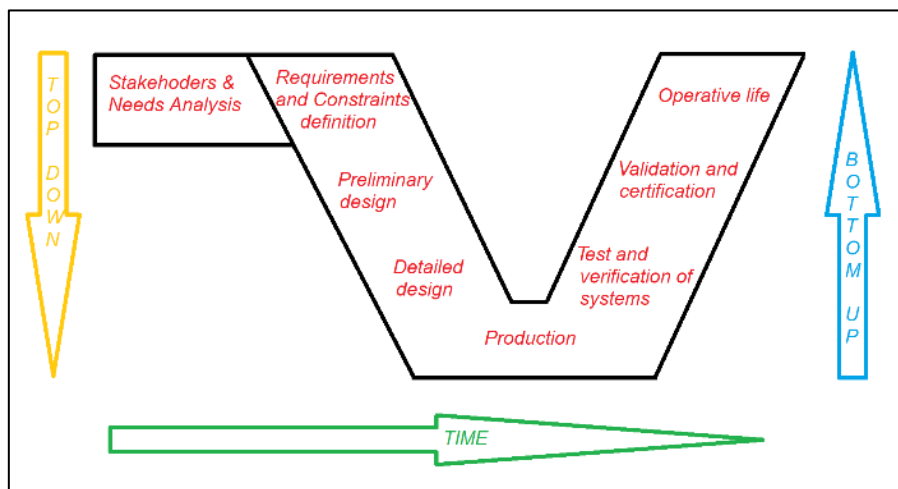 Stakehoders &
Needs Analysis
Requirements
and Constraints
definition
Preliminary
design
Detailed
design
Production
Test and
verification of
systems
Validation and
certification
Operative life
TOP DOWN
BOTTOM UP
TIME